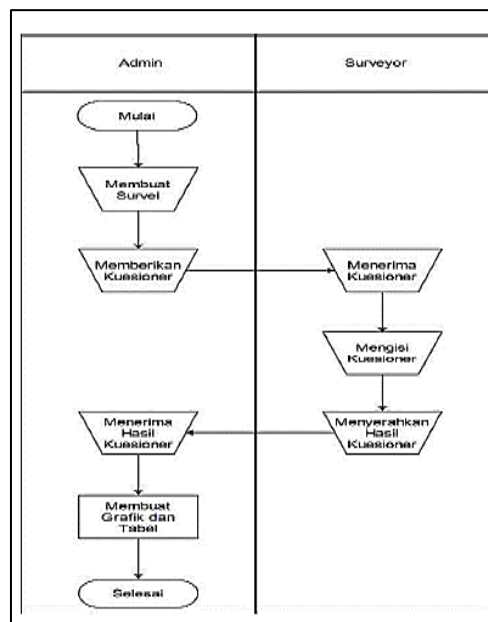 Admin
Surveyor
Mulai
Membuat
Survei
Memberikan
Kuesioner
Menerima
Kuesioner
Mengisi
Kuesioner
Menyerahkan
Hasil
Kuesioner
Menerima
Hasil
Kuesioner
Membuat
Grafik dan
Tabel
Selesai